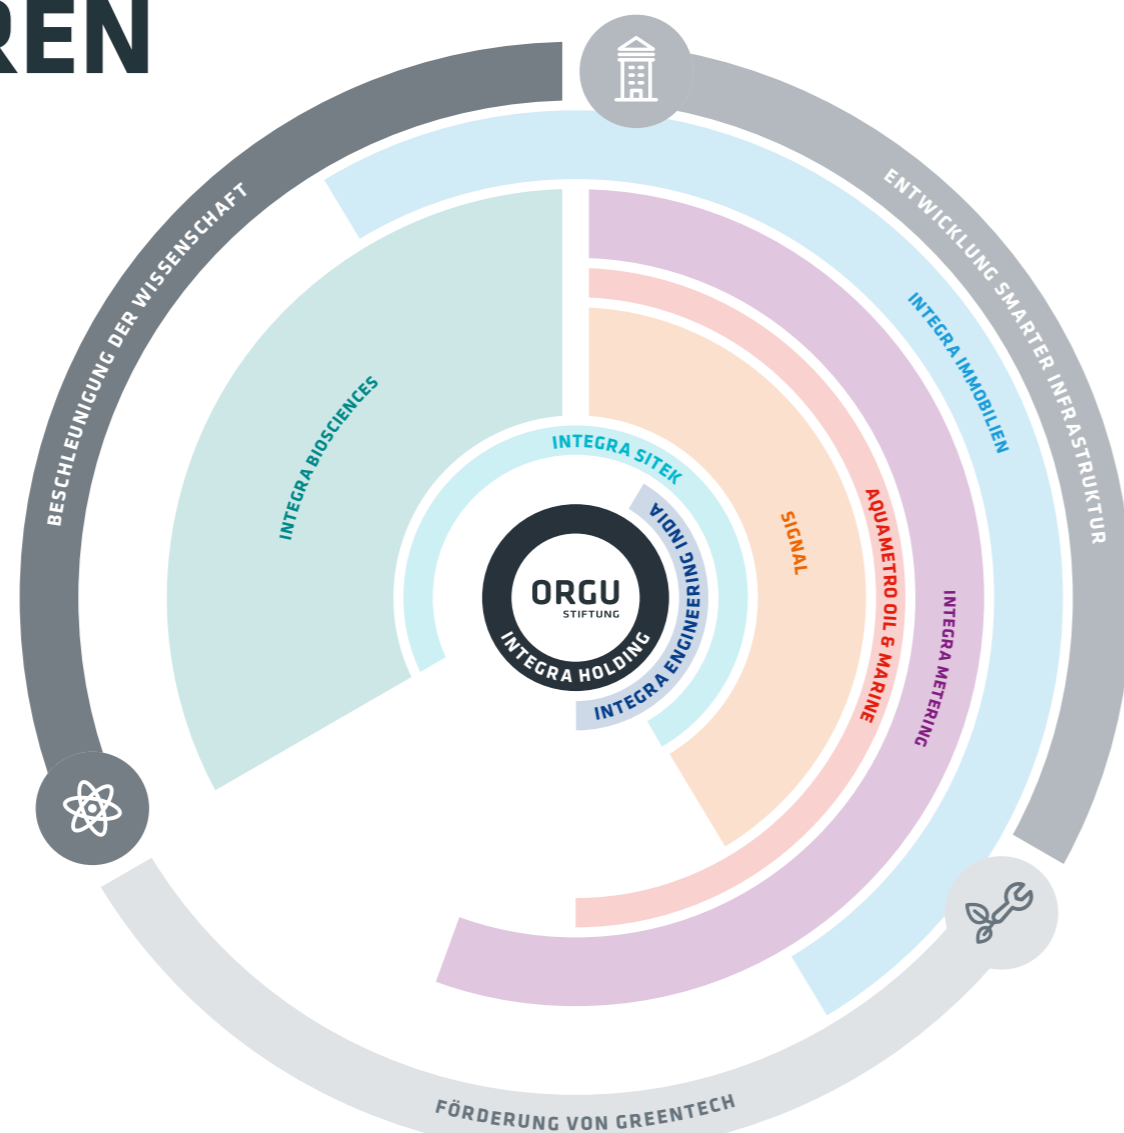 REN
BESCHLEUNIGUNG DER WISSENSCHAFT
ENTWICKLUNG SMARTER INFRASTRUKTUR
INTEGRA IMMOBILIEN
INTEGRA BIOSCIENCES
INTEGRA SITEK
INTEGRA ENGINEERING INDIA
SIGNAL
AQUAMETRO OIL & MARINE
INTEGRA METERING
ORGU
STIFTUNG
INTEGRA HOLDING
FÖRDERUNG VON GREENTECH